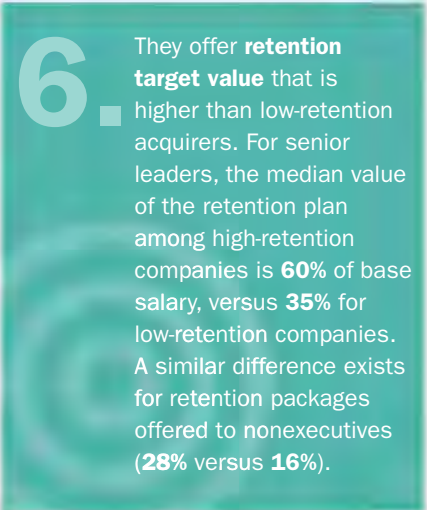 6. They offer retention
target value that is
higher than low-retention
acquirers. For senior
leaders, the median value
of the retention plan
among high-retention
companies is 60% of base
salary, versus 35% for
low-retention companies.
A similar difference exists
for retention packages
offered to nonexecutives
(28% versus 16%).